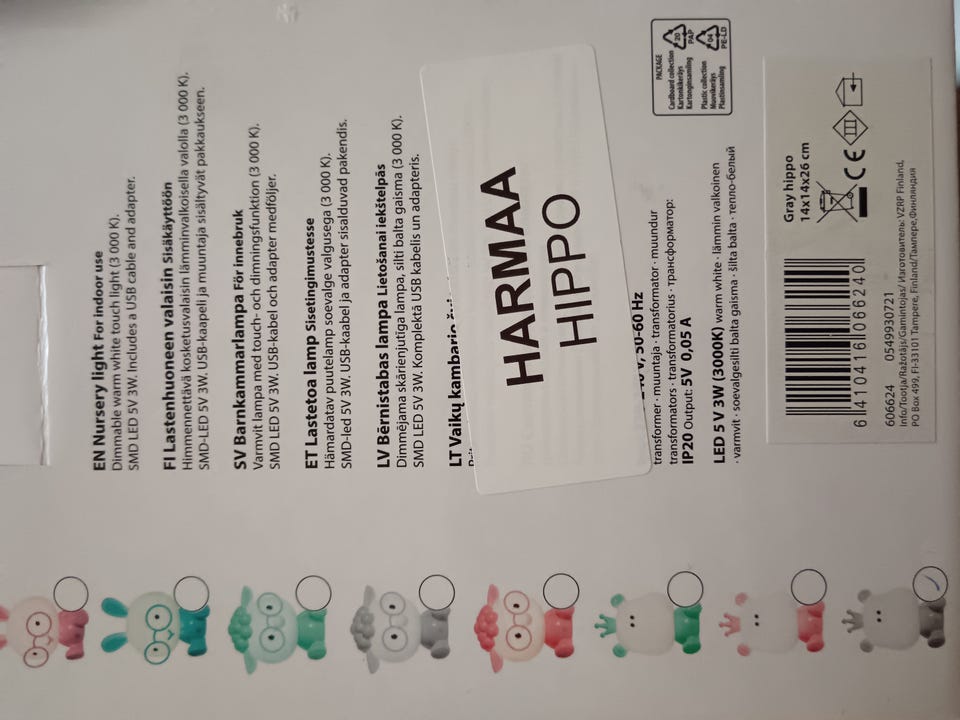 EN Nursery light For indoor use
Dimmable warm white touch light (3 000 K).
SMD LED 5V 3W. Includes a USB cable and adapter.
FI Lastenhuoneen valaisin Sisäkäyttöön
Himmennettävä kosketusvalaisin lämminvalkoisella valolla (3 000 K).
SMD-LED 5V 3W. USB-kaapeli ja muuntaja sisältyvät pakkaukseen.
SV Barnkammarlampa För innebruk
Varmvit lampa med touch- och dimningsfunktion (3 000 K).
SMD LED 5V 3W. USB-kabel och adapter medföljer.
ET Lastetoa lamp Sisetingimustesse
Hämardatav puutelamp soevalge valgusega (3 000 K).
SMD-led 5V 3W. USB-kaabel ja adapter sisalduvad pakendis.
LV Bērnistabas lampa Lietošanai iekštelpās
Dimmējama skārienjutiga lampa, silti balta gaisma (3 000 K).
SMD LED 5V 3W. Komplektā USB kabelis un adapteris.
LT Vaikų kambario
HARMAA
HIPPO
V, 50-60 Hz
transformer · muuntaja · transformator · muundur
transformators · transformatorius · трансформатор:
IP20 Output: 5V 0,05 A
LED 5 V 3W (3000K) warm white · lämmin valkoinen
· varmvit · soevalgesilti balta gaisma · šilta balta · тепло-белый
PACKAGE
Cardboard collection
Kartonkikeräys
Kartonginsamling
20
PAP
Plastic collection
Muovikeräys
Plastinsamling
04
PE-LD
Gray hippo
14x14x26 cm
CE
6 410416 066240
606624 0549930721
Info/Tootja/Ražotājs/Gamintojas/ Изготовитель: VZRP Finland,
PO Box 499, FI-33101 Tampere, Finland/Тампере,Финляндия